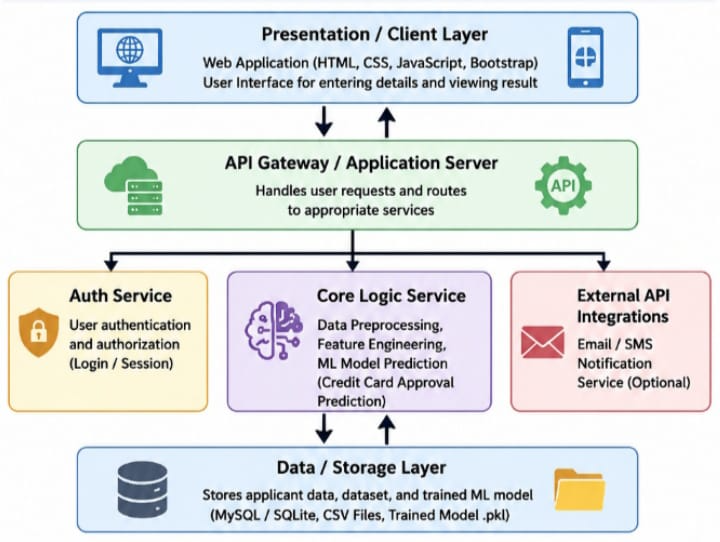 Presentation / Client Layer
Web Application (HTML, CSS, JavaScript, Bootstrap)
User Interface for entering details and viewing result
API Gateway / Application Server
Handles user requests and routes
to appropriate services
API
Auth Service
User authentication
and authorization
(Login / Session)
Core Logic Service
Data Preprocessing,
Feature Engineering,
ML Model Prediction
(Credit Card Approval
Prediction)
External API
Integrations
Email / SMS
Notification
Service (Optional)
Data / Storage Layer
Stores applicant data, dataset, and trained ML model
(MySQL / SQLite, CSV Files, Trained Model .pkl)